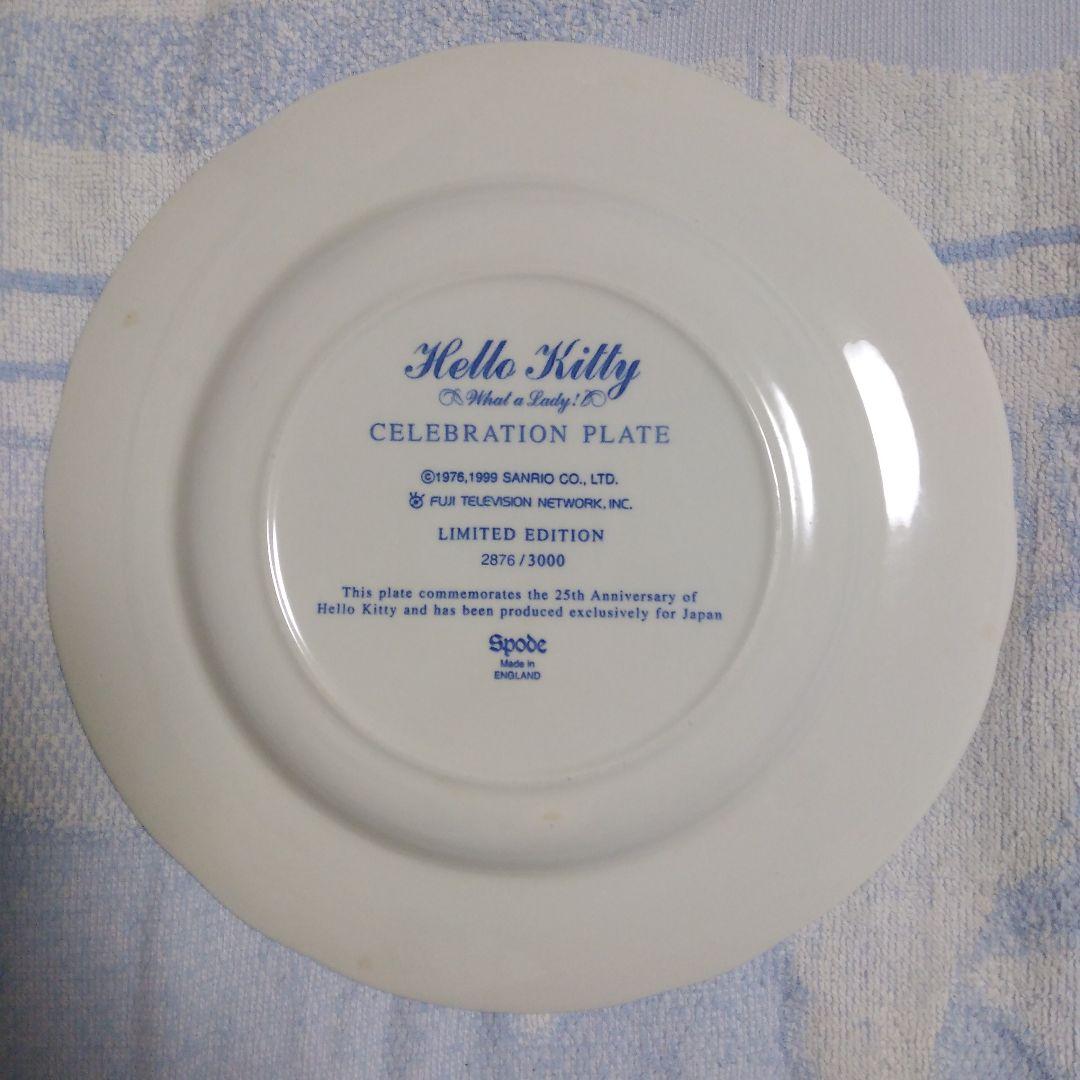 Hello Kitty
What a Lady!
CELEBRATION PLATE
©1976,1999 SANRIO CO., LTD.
FUJI TELEVISION NETWORK, INC.
LIMITED EDITION
2876/3000
This plate commemorates the 25th Anniversary of
Hello Kitty and has been produced exclusively for Japan
Spode
Made in
ENGLAND